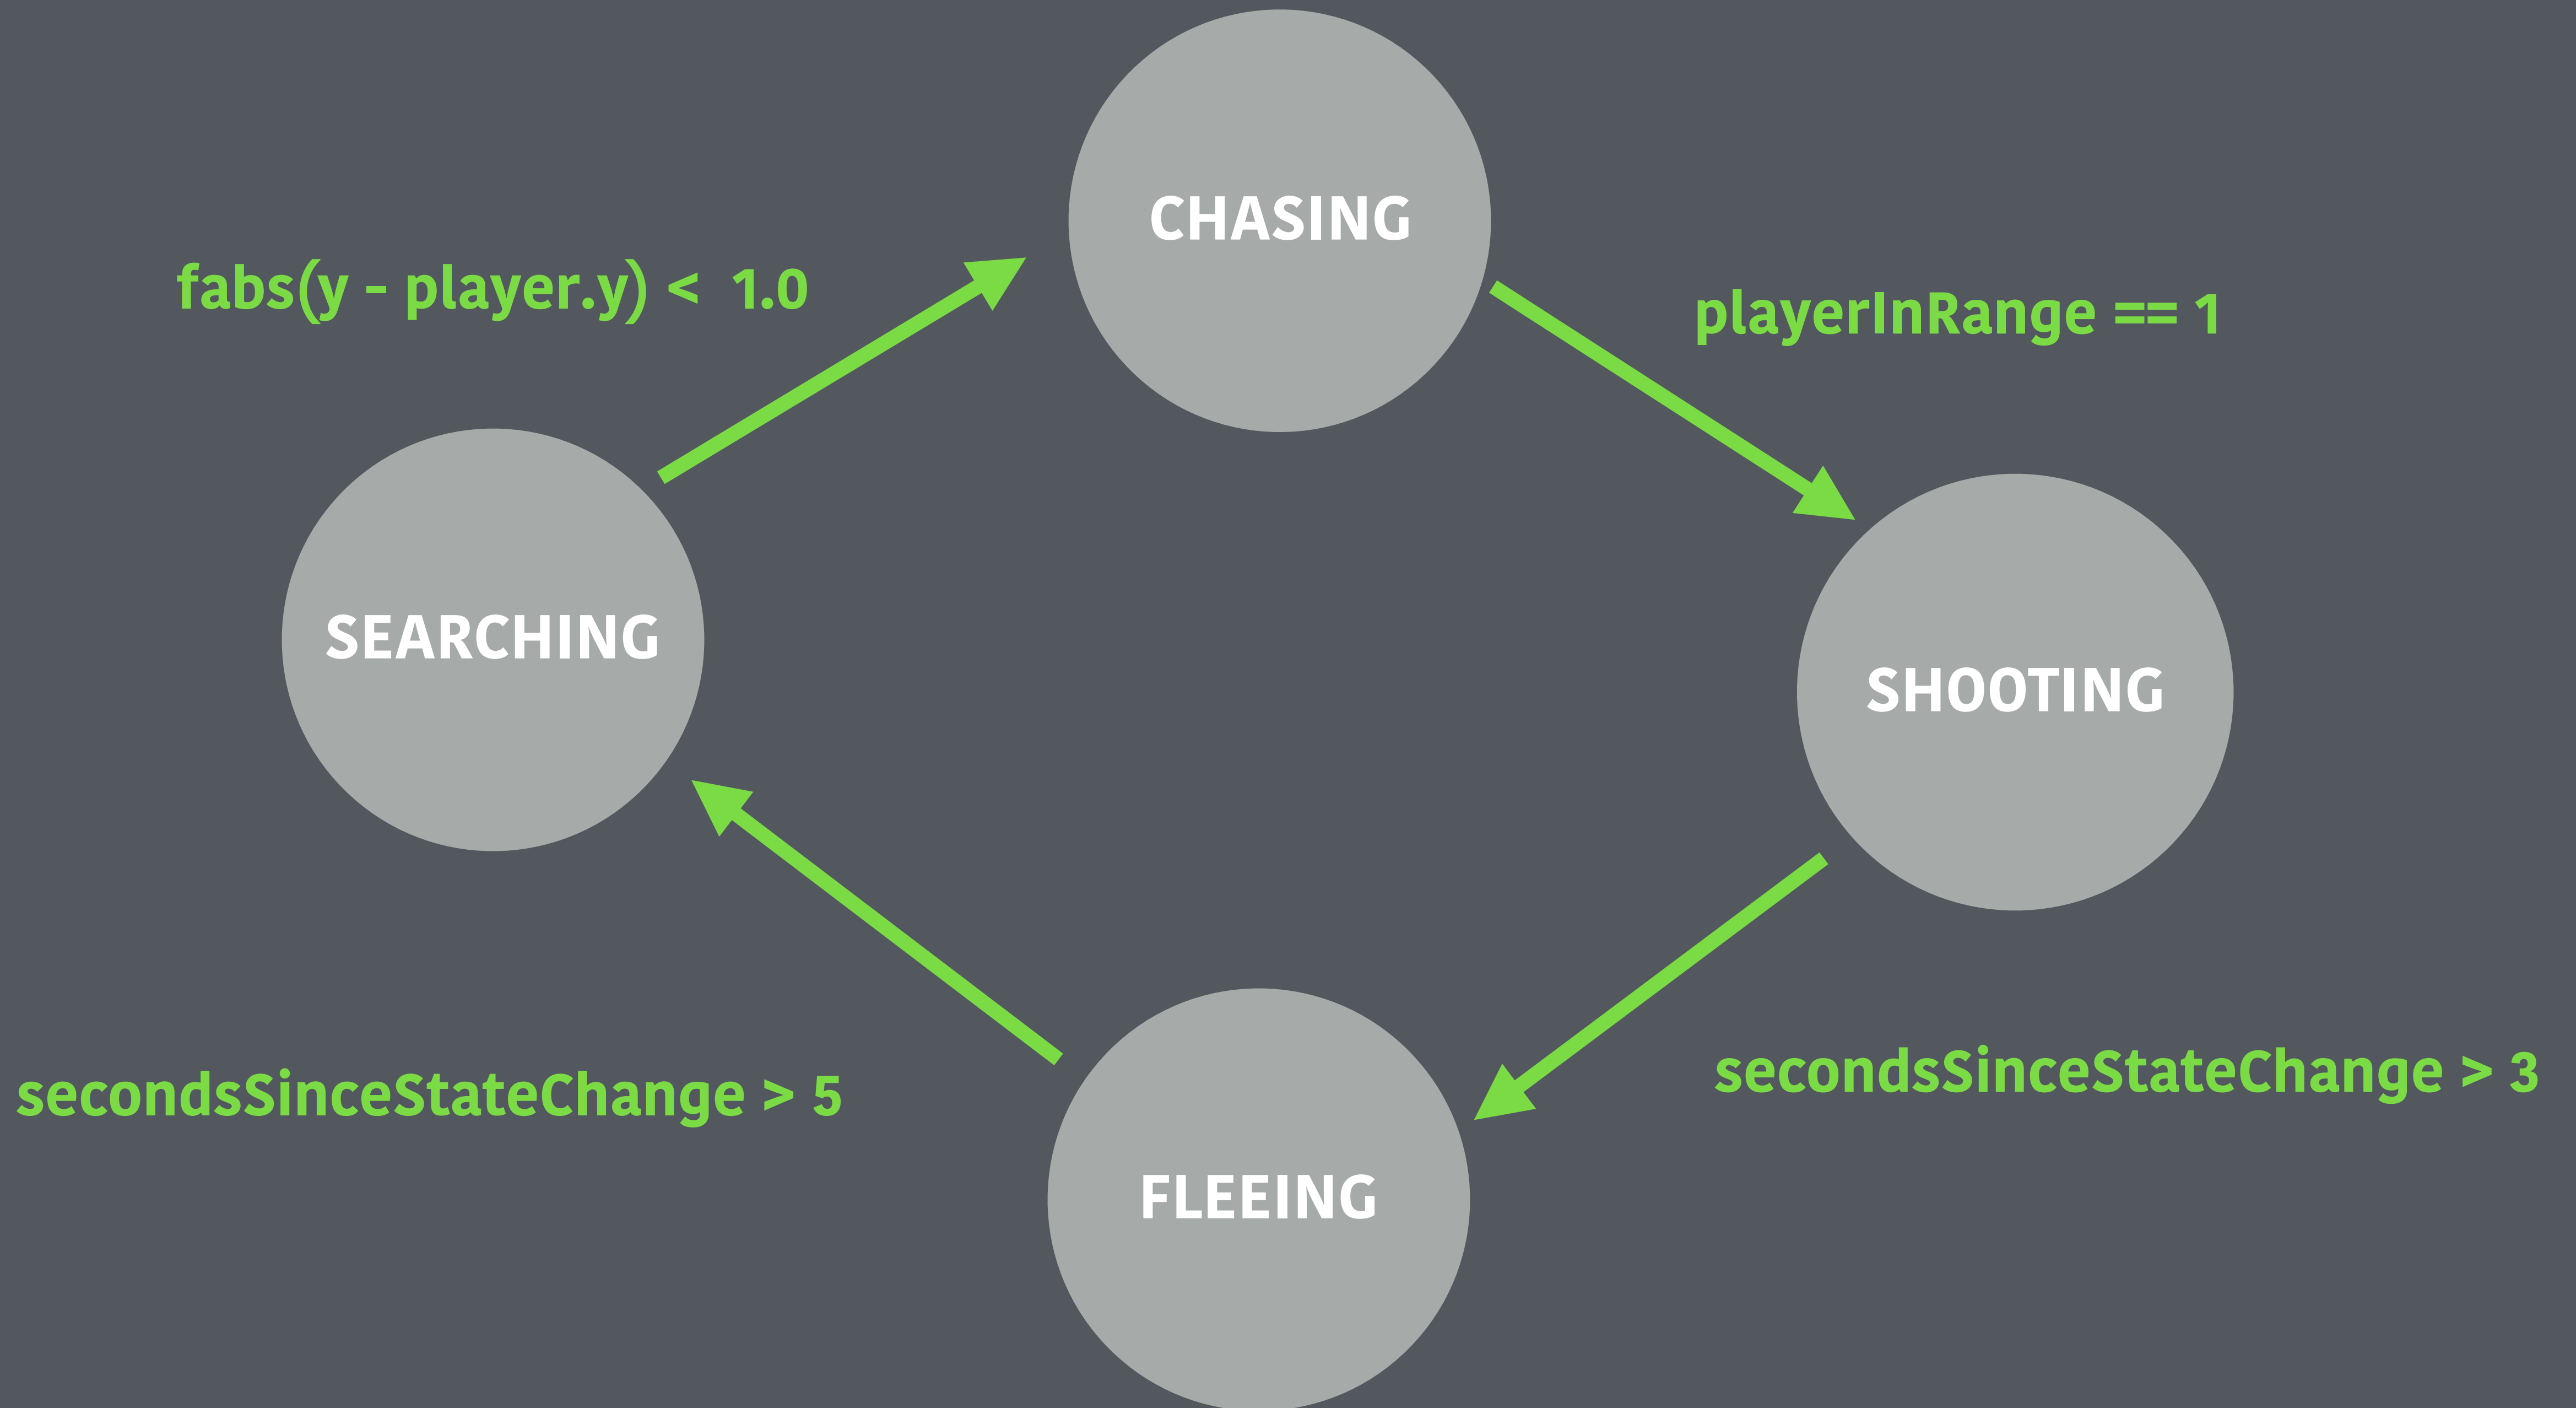 CHASING
fabs(y - player.y) <  1.0
playerInRange == 1
SEARCHING
SHOOTING
secondsSinceStateChange > 5
secondsSinceStateChange > 3
FLEEING